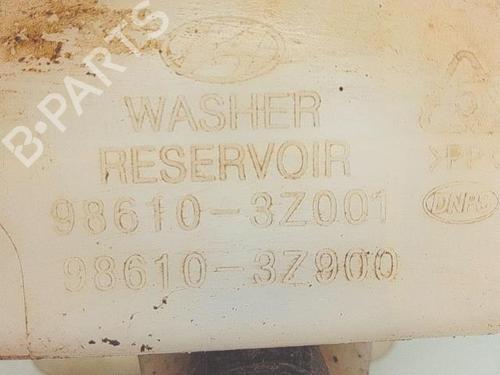 B-PARTS
WASHER
RESERVOIR
98610-3Z001
98610-3Z900
>PP<
DNPC